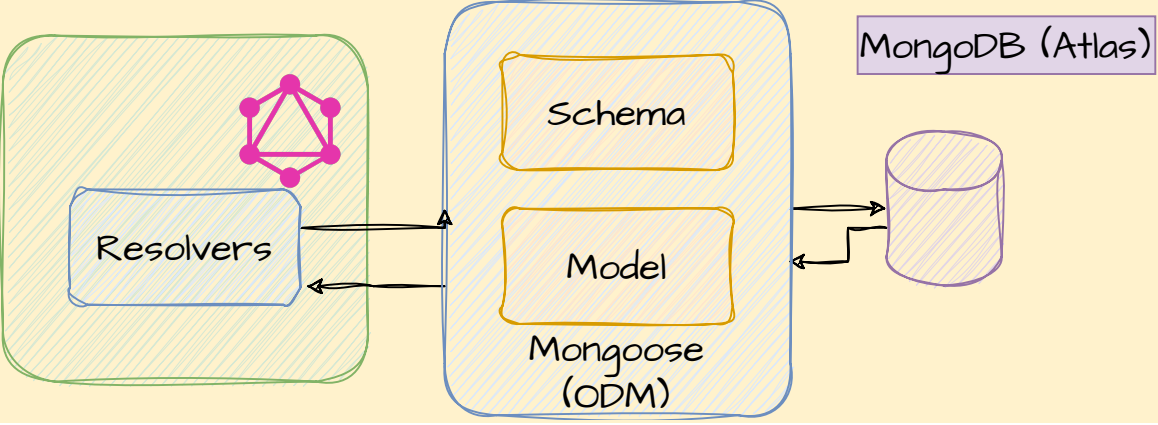 MongoDB (Atlas)
Schema
Resolvers
Model
Mongoose
(ODM)